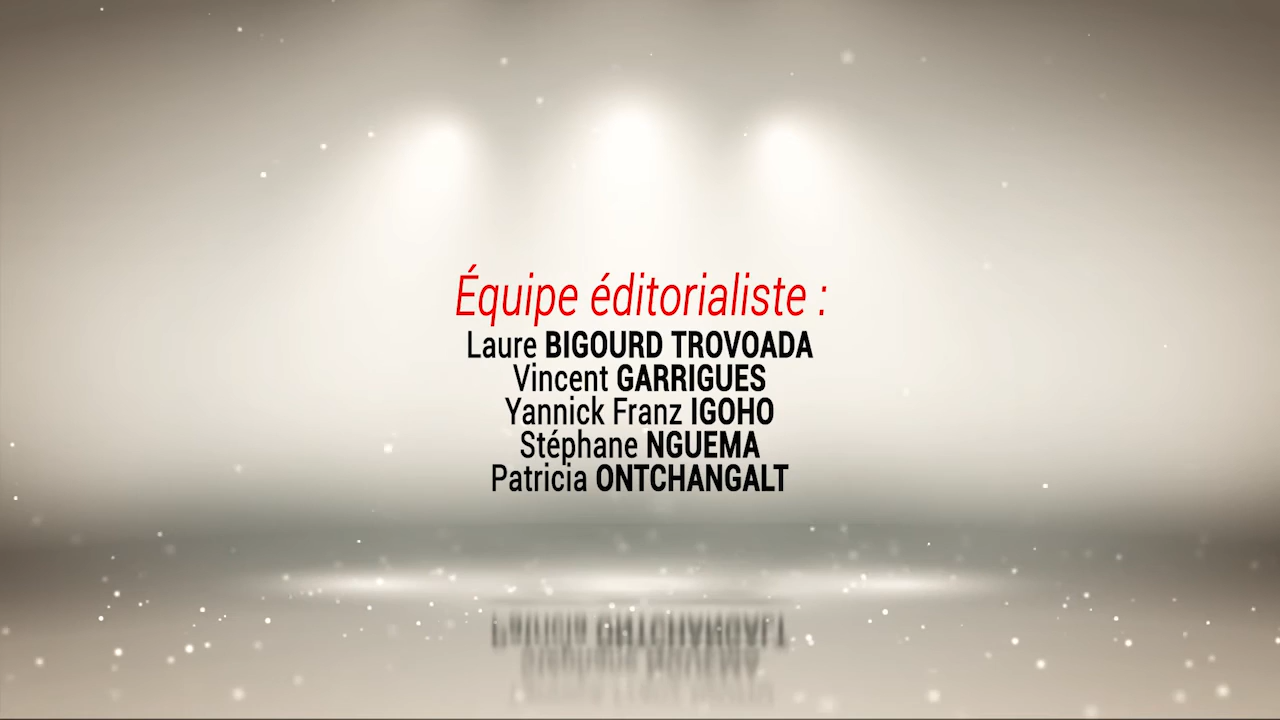 Équipe éditorialiste :
Laure BIGOURD TROVOADA
Vincent GARRIGUES
Yannick Franz IGOHO
Stéphane NGUEMA
Patricia ONTCHANGALT